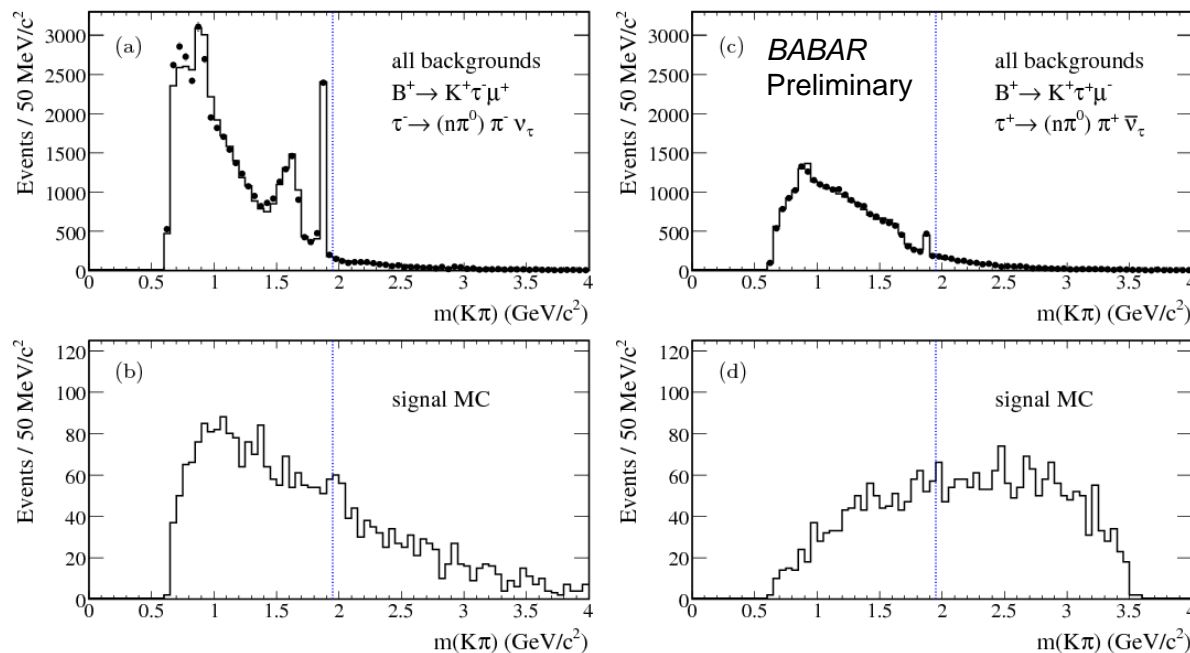 Events / 50 MeV/c²
3000
2500
2000
1500
1000
500
0
(a)
all backgrounds
B⁺→ K⁺τ⁻μ⁺
τ⁻→ (nπ⁰) π⁻ ν_τ
0 0.5 1 1.5 2 2.5 3 3.5 4
m(Kπ) (GeV/c²)
Events / 50 MeV/c²
3000
2500
2000
1500
1000
500
0
(c)
BABAR
Preliminary
all backgrounds
B⁺→ K⁺τ⁺μ⁻
τ⁺→ (nπ⁰) π⁺ ν̅_τ
0 0.5 1 1.5 2 2.5 3 3.5 4
m(Kπ) (GeV/c²)
Events / 50 MeV/c²
120
100
80
60
40
20
0
(b)
signal MC
0 0.5 1 1.5 2 2.5 3 3.5 4
m(Kπ) (GeV/c²)
Events / 50 MeV/c²
120
100
80
60
40
20
0
(d)
signal MC
0 0.5 1 1.5 2 2.5 3 3.5 4
m(Kπ) (GeV/c²)